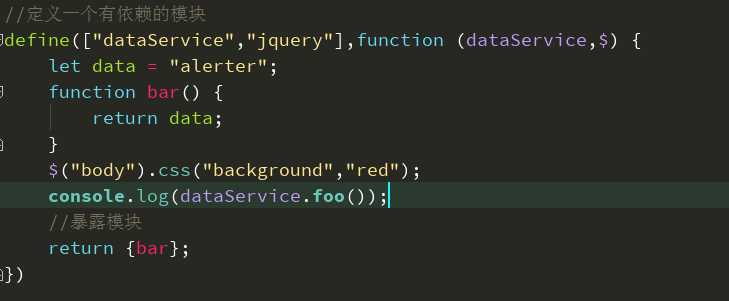 //定义一个有依赖的模块
define(["dataService","jquery"],function (dataService,$) {
    let data = "alerter";
    function bar() {
        return data;
    }
    $("body").css("background","red");
    console.log(dataService.foo());
    //暴露模块
    return {bar};
})